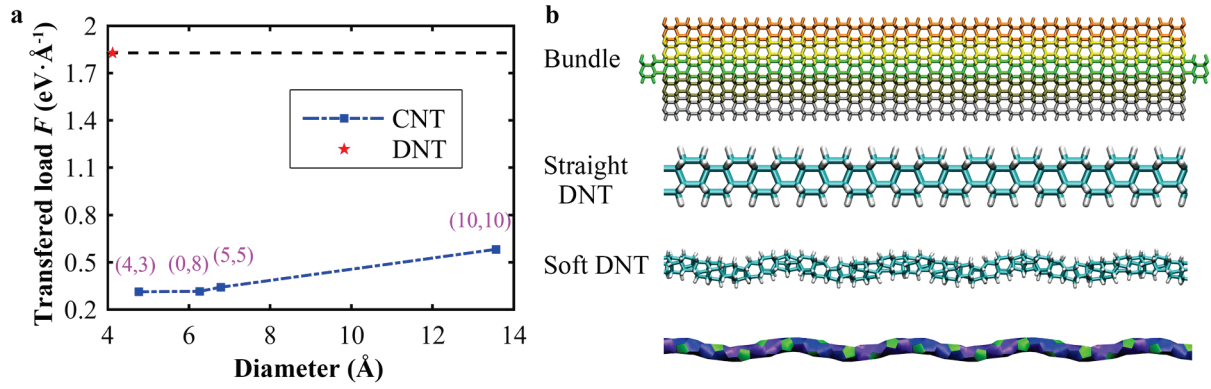 a
Transfered load F (eV·Å⁻¹)
2
1.7
1.4
1.1
0.8
0.5
0.2
CNT
DNT
(4,3)
(0,8)
(5,5)
(10,10)
4
6
8
10
12
14
Diameter (Å)
b
Bundle
Straight
DNT
Soft DNT